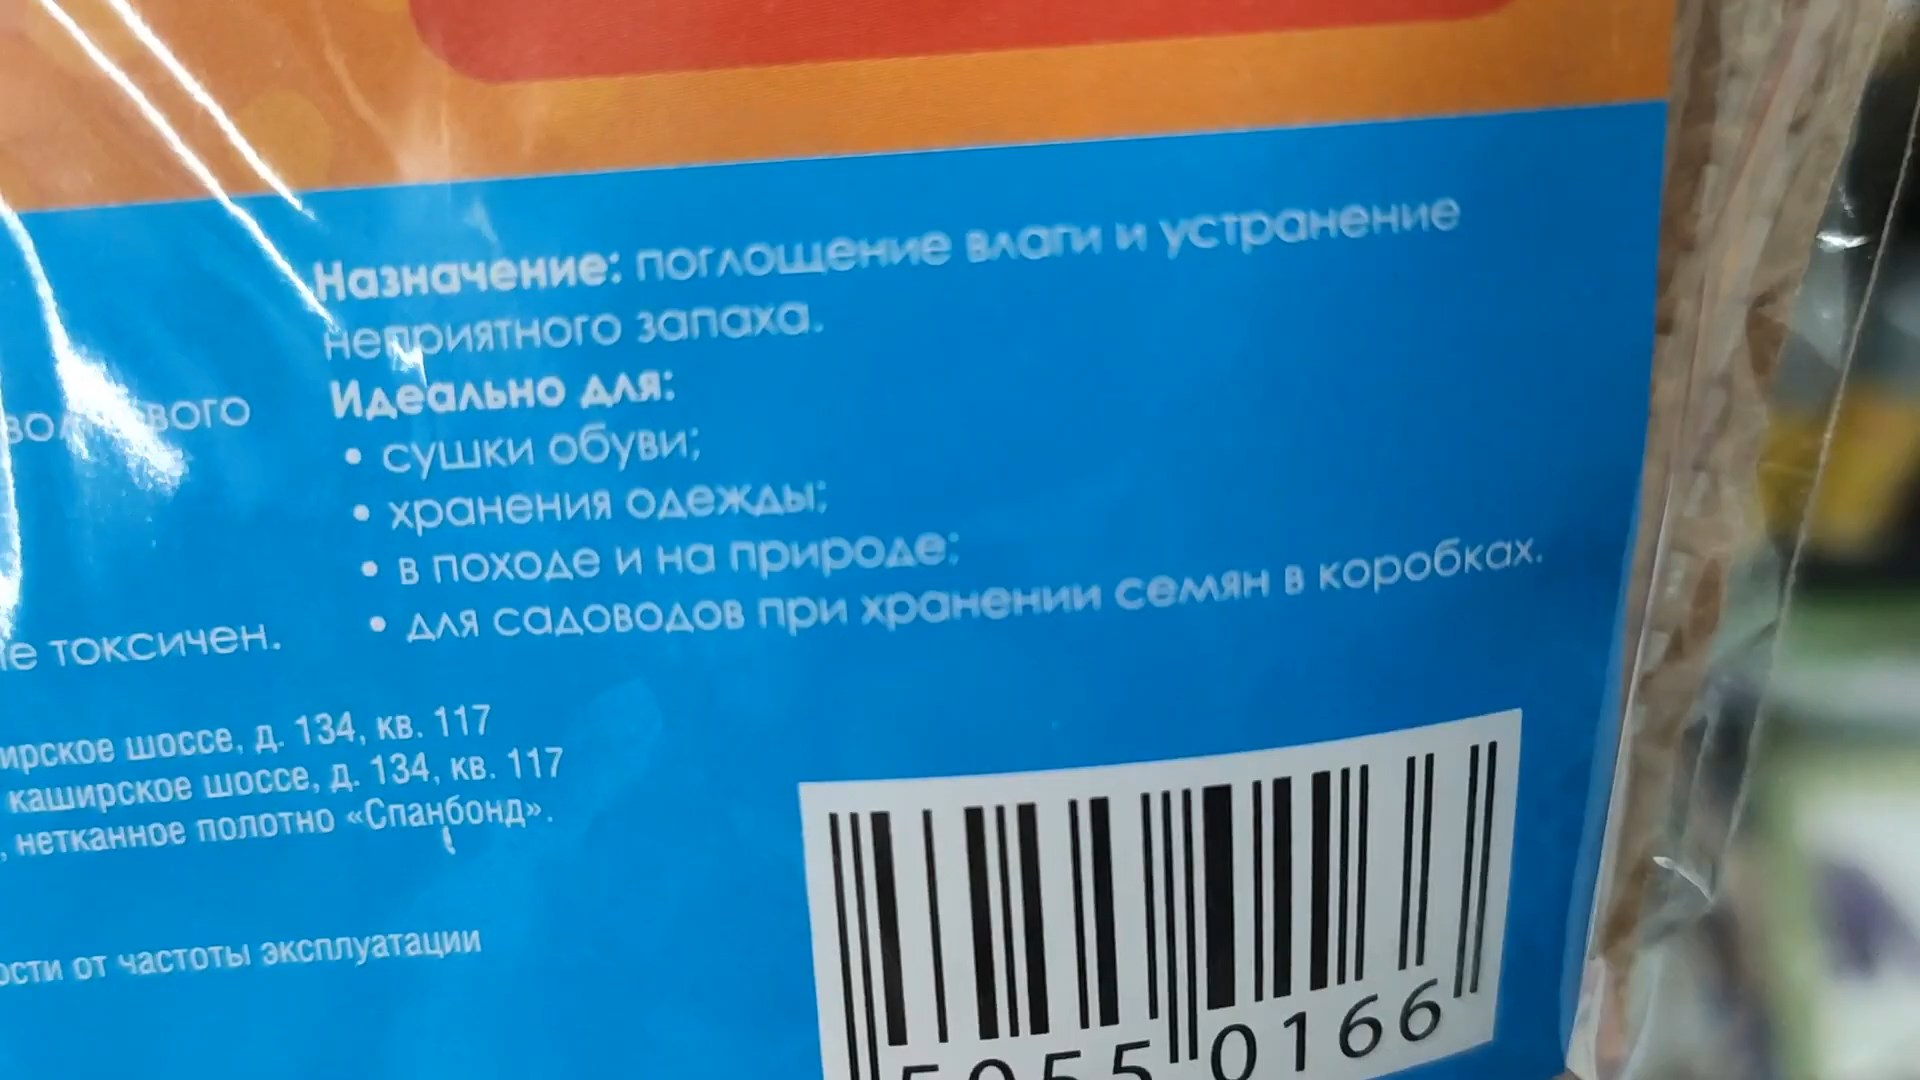 Назначение: поглощение влаги и устранение
неприятного запаха.
Идеально для:
• сушки обуви;
• хранения одежды;
• в походе и на природе;
• для садоводов при хранении семян в коробках.
е токсичен.
ирское шоссе, д. 134, кв. 117
каширское шоссе, д. 134, кв. 117
, нетканное полотно «Спанбонд».
ости от частоты эксплуатации
0166